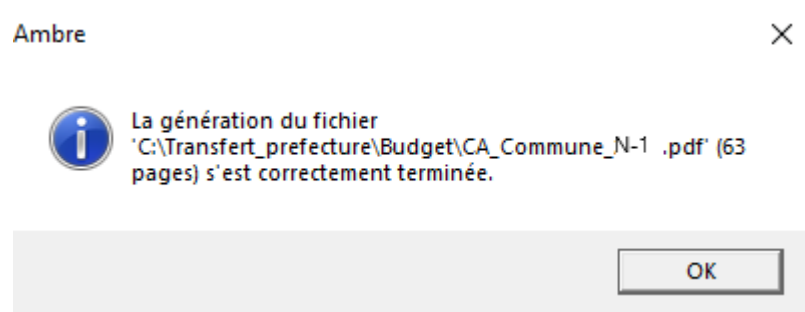 Ambre
La génération du fichier
'C:\Transfert_prefecture\Budget\CA_Commune_N-1 .pdf' (63
pages) s'est correctement terminée.
OK